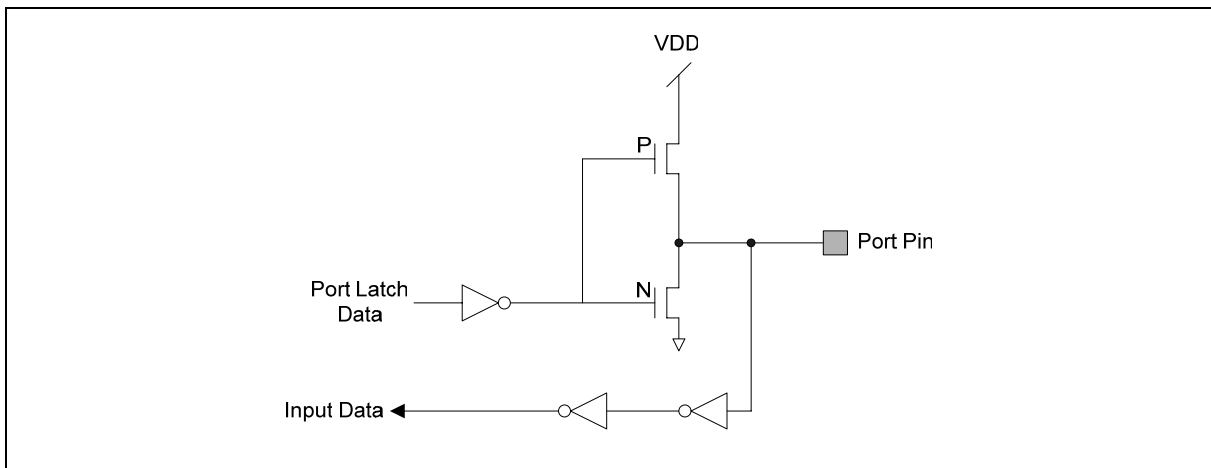 VDD
P
Port Pin
N
Port Latch
Data
Input Data